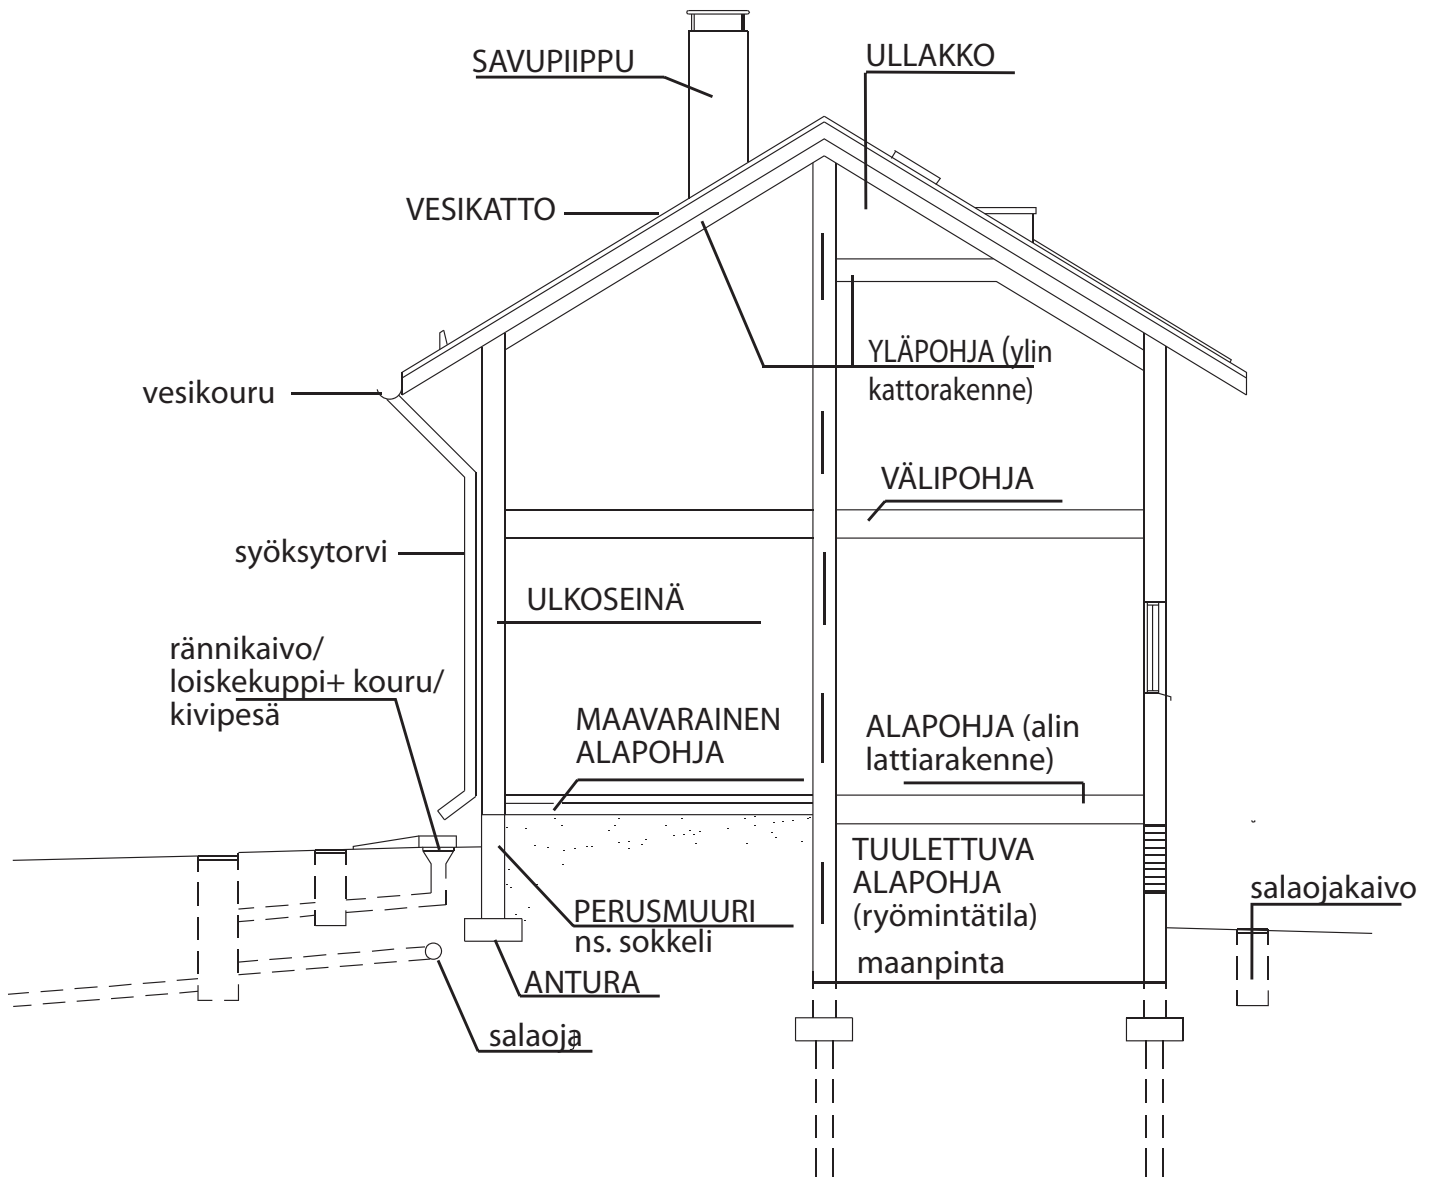 SAVUPIIPPU
ULLAKKO
VESIKATTO
YLÄPOHJA (ylin
kattorakenne)
vesikouru
VÄLIPOHJA
syöksytorvi
ULKOSEINÄ
rännikaivo/
loiskekuppi+ kouru/
kivipesä
MAAVARAINEN
ALAPOHJA
ALAPOHJA (alin
lattiarakenne)
TUULETTUVA
ALAPOHJA
(ryömintätila)
maanpinta
salaojakaivo
PERUSMUURI
ns. sokkeli
ANTURA
salaoja